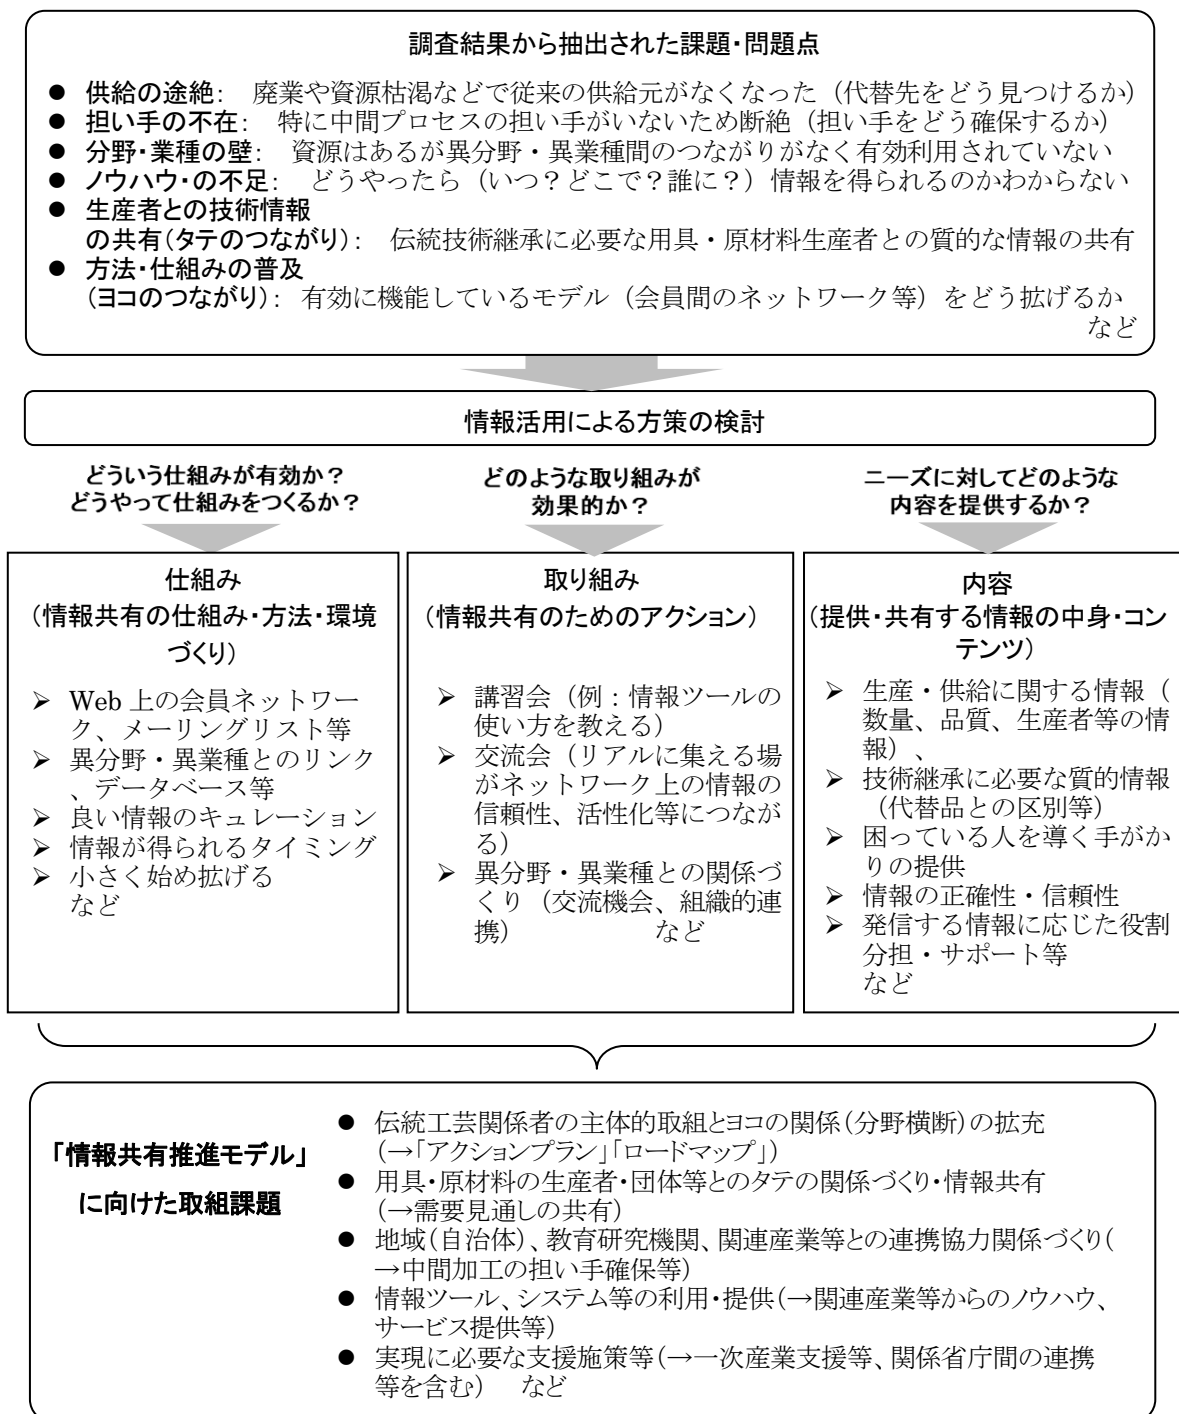 調査結果から抽出された課題・問題点
● 供給の途絶： 廃業や資源枯渇などで従来の供給元がなくなった（代替先をどう見つけるか）
● 担い手の不在： 特に中間プロセスの担い手がいないため断絶（担い手をどう確保するか）
● 分野・業種の壁： 資源はあるが異分野・異業種間のつながりがなく有効利用されていない
● ノウハウ・の不足： どうやったら（いつ？どこで？誰に？）情報を得られるのかわからない
● 生産者との技術情報
の共有（タテのつながり）： 伝統技術継承に必要な用具・原材料生産者との質的な情報の共有
● 方法・仕組みの普及
（ヨコのつながり）： 有効に機能しているモデル（会員間のネットワーク等）をどう拡げるか
など
情報活用による方策の検討
どういう仕組みが有効か？
どうやって仕組みをつくるか？
どのような取り組みが
効果的か？
ニーズに対してどのような
内容を提供するか？
仕組み
（情報共有の仕組み・方法・環境
づくり）
➢ Web 上の会員ネットワー
ク、メーリングリスト等
➢ 異分野・異業種とのリンク
、データベース等
➢ 良い情報のキュレーション
➢ 情報が得られるタイミング
➢ 小さく始め拡げる
など
取り組み
（情報共有のためのアクション）
➢ 講習会（例：情報ツールの
使い方を教える）
➢ 交流会（リアルに集える場
がネットワーク上の情報の
信頼性、活性化等につなが
る）
➢ 異分野・異業種との関係づ
くり（交流機会、組織的連
携） など
内容
（提供・共有する情報の中身・コン
テンツ）
➢ 生産・供給に関する情報（
数量、品質、生産者等の情
報）、
➢ 技術継承に必要な質的情報
（代替品との区別等）
➢ 困っている人を導く手がか
りの提供
➢ 情報の正確性・信頼性
➢ 発信する情報に応じた役割
分担・サポート等
など
「情報共有推進モデル」
に向けた取組課題
● 伝統工芸関係者の主体的取組とヨコの関係（分野横断）の拡充
（→「アクションプラン」「ロードマップ」）
● 用具・原材料の生産者・団体等とのタテの関係づくり・情報共有
（→需要見通しの共有）
● 地域（自治体）、教育研究機関、関連産業等との連携協力関係づくり（
→中間加工の担い手確保等）
● 情報ツール、システム等の利用・提供（→関連産業等からのノウハウ、
サービス提供等）
● 実現に必要な支援施策等（→一次産業支援等、関係省庁間の連携
等を含む） など